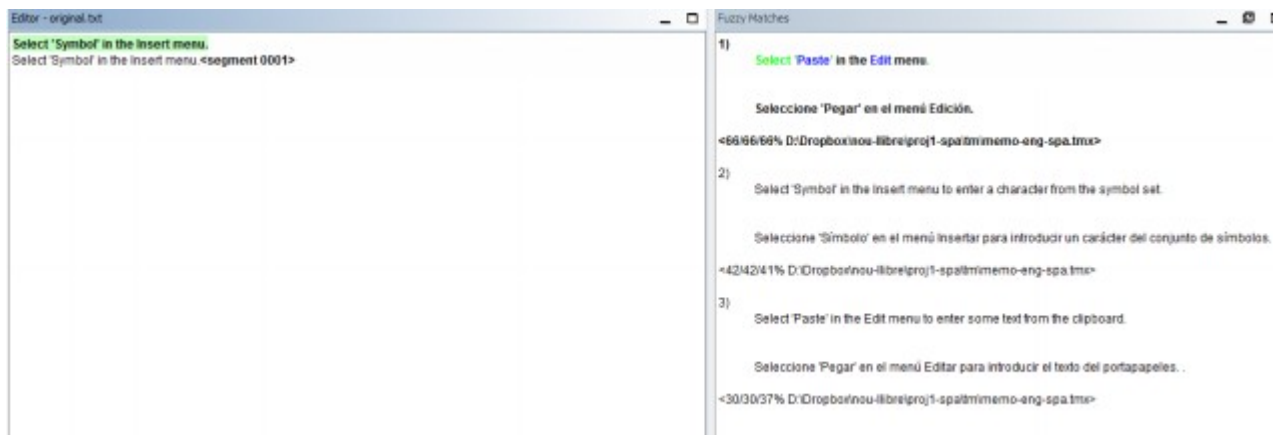 Editor - original.txt
Select 'Symbol' in the Insert menu.
Select 'Symbol' in the Insert menu.<segment 0001>
Fuzzy Matches
1)
Select 'Paste' in the Edit menu.
Seleccione 'Pegar' en el menú Edición.
<66/66/66% D:\Dropbox\nou-llibre\proj1-spa\tm\memo-eng-spa.tmx>
2)
Select 'Symbol' in the Insert menu to enter a character from the symbol set.
Seleccione 'Símbolo' en el menú Insertar para introducir un carácter del conjunto de símbolos.
<42/42/41% D:\Dropbox\nou-llibre\proj1-spa\tm\memo-eng-spa.tmx>
3)
Select 'Paste' in the Edit menu to enter some text from the clipboard.
Seleccione 'Pegar' en el menú Editar para introducir el texto del portapapeles. .
<30/30/37% D:\Dropbox\nou-llibre\proj1-spa\tm\memo-eng-spa.tmx>